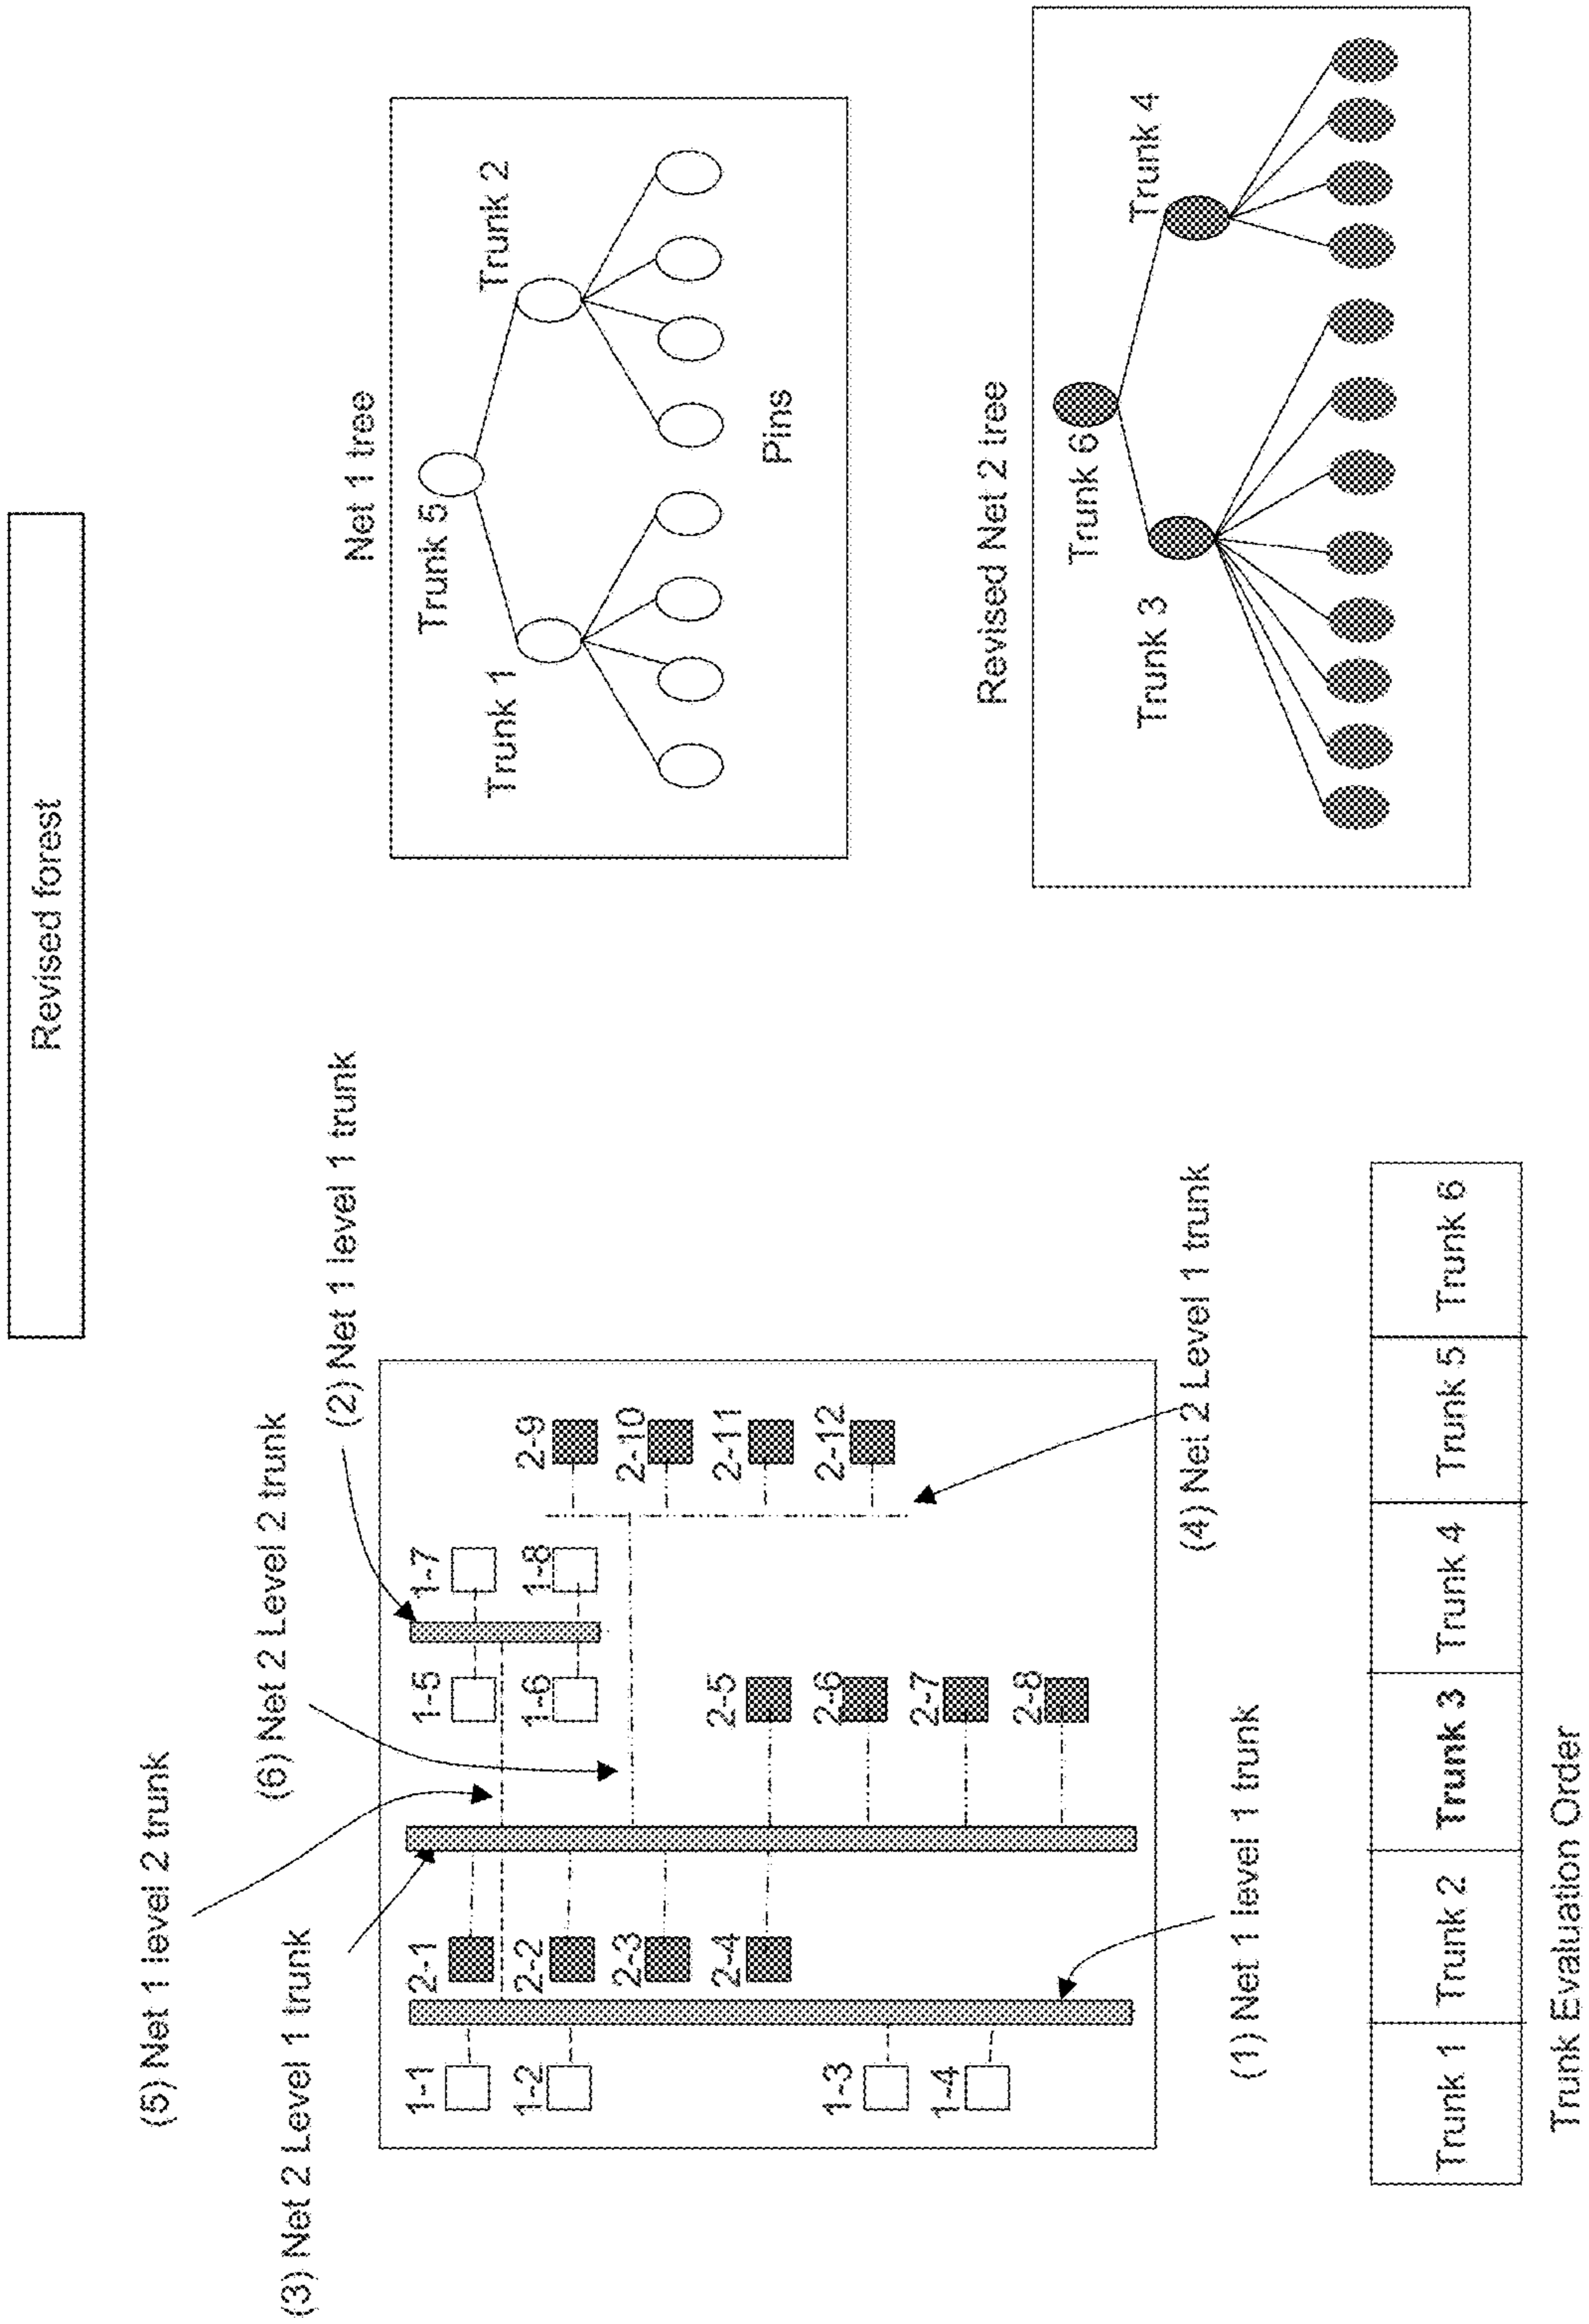 Revised forest
(5) Net 1 level 2 trunk
(6) Net 2 Level 2 trunk
(3) Net 2 Level 1 trunk
(2) Net 1 level 1 trunk
1-1
2-1
1-5
1-7
1-2
2-2
1-6
1-8
2-9
2-3
2-10
2-4
2-5
2-11
1-3
2-6
2-12
1-4
2-7
2-8
(1) Net 1 level 1 trunk
(4) Net 2 Level 1 trunk
Trunk 1
Trunk 2
Trunk 3
Trunk 4
Trunk 5
Trunk 6
Trunk Evaluation Order
Net 1 tree
Trunk 5
Trunk 1
Trunk 2
Pins
Revised Net 2 tree
Trunk 6
Trunk 3
Trunk 4